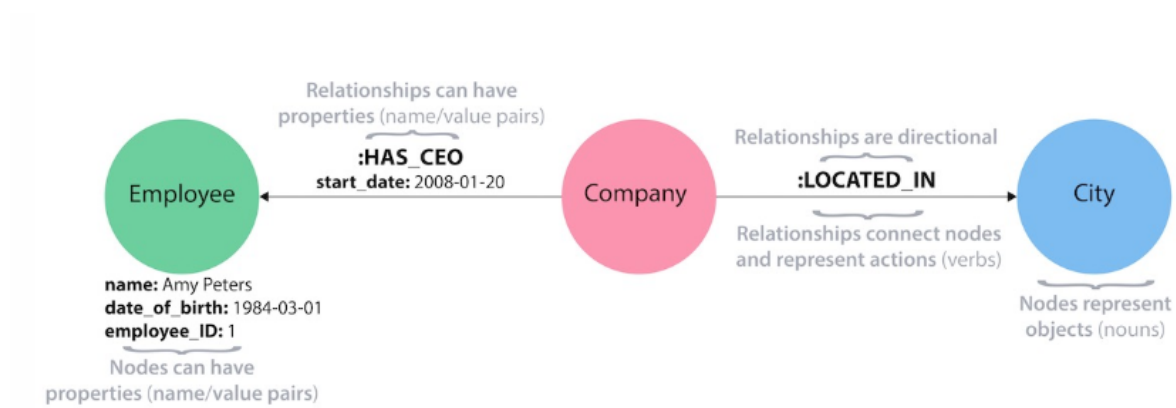 Relationships can have
properties (name/value pairs)
:HAS_CEO
start_date: 2008-01-20
Employee
name: Amy Peters
date_of_birth: 1984-03-01
employee_ID: 1
Nodes can have
properties (name/value pairs)
Company
Relationships are directional
:LOCATED_IN
Relationships connect nodes
and represent actions (verbs)
City
Nodes represent
objects (nouns)